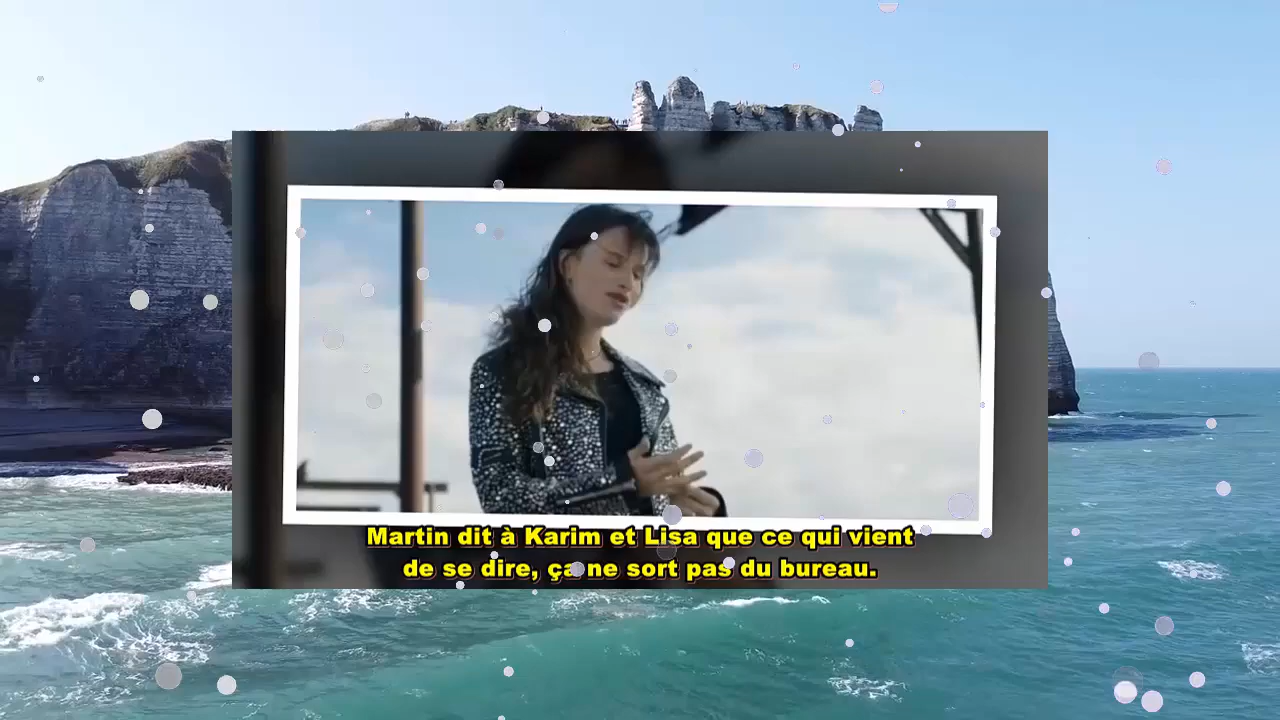 Martin dit à Karim et Lisa que ce qui vient
de se dire, ça ne sort pas du bureau.